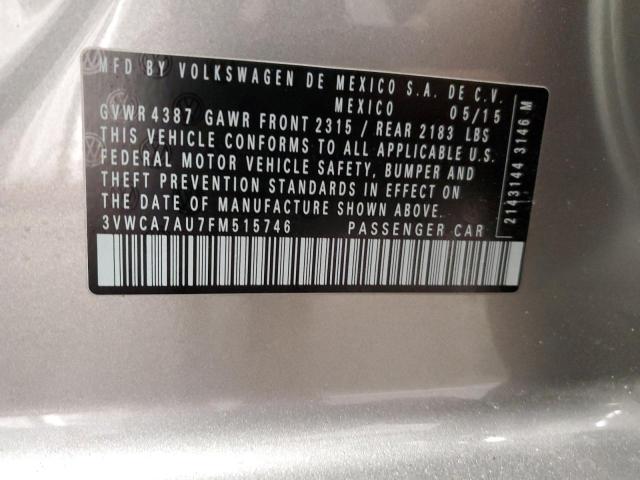 MFD BY VOLKSWAGEN DE MEXICO S.A. DE C.V.
MEXICO 05/15
GVWR 4387 GAWR FRONT 2315 / REAR 2183 LBS
THIS VEHICLE CONFORMS TO ALL APPLICABLE U.S.
FEDERAL MOTOR VEHICLE SAFETY, BUMPER AND
THEFT PREVENTION STANDARDS IN EFFECT ON
THE DATE OF MANUFACTURE SHOWN ABOVE.
3VWCA7AU7FM515746 PASSENGER CAR
2143144 3146 M